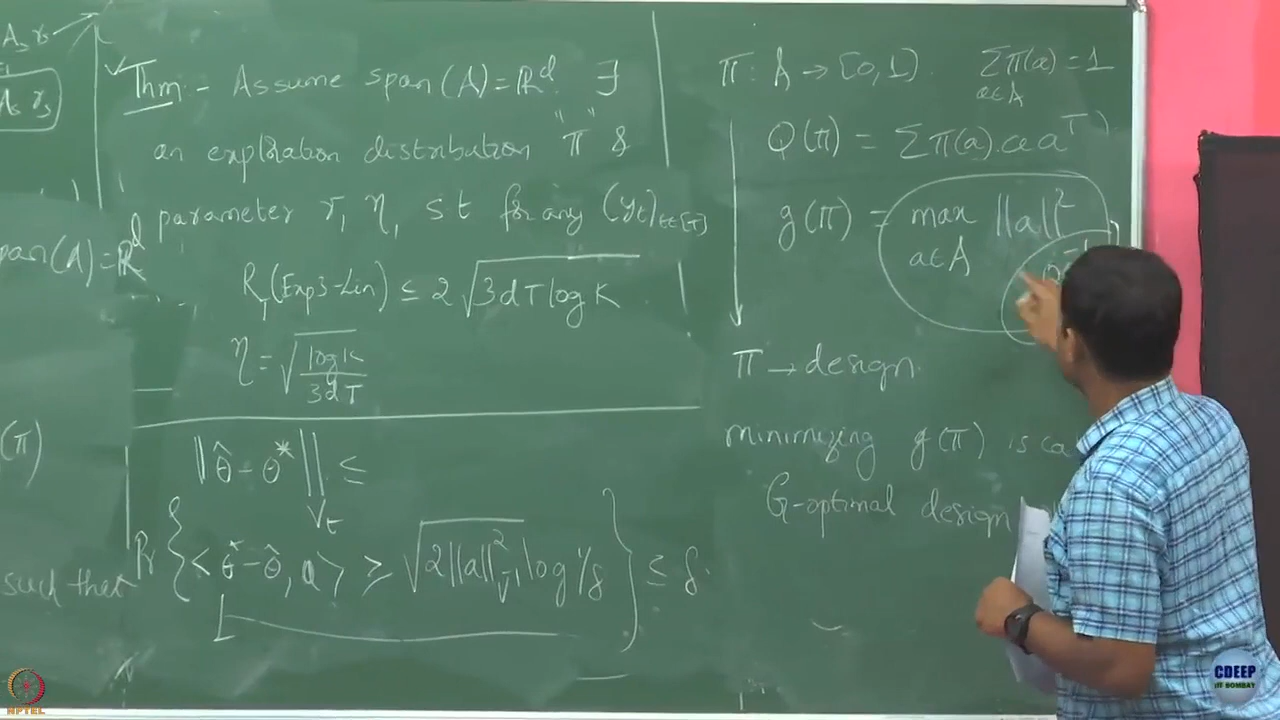 Thm :- Assume span(A) = ℝ^d. ∃
an exploration distribution "π" &
parameter γ, η, s t for any (y_t)_{t∈[T]}
R_T(Exp3-Lin) ≤ 2 √(3dT log K)
η = √(log K / 3dT)
||θ̂ - θ*||_{V_t} ≤
Pr { < θ* - θ̂, a > ≥ √(2||a||²_{V^{-1}} log 1/δ) } ≤ δ.
pan(A) = ℝ^d
(π)
such that
π : A → [0,1] Σ_{a∈A} π(a) = 1
Q(π) = Σ π(a). a a^T
g(π) = max_{a∈A} ||a||²
π → design.
minimizing g(π) is ca
G-optimal design
NPTEL
CDEEP
IIT BOMBAY